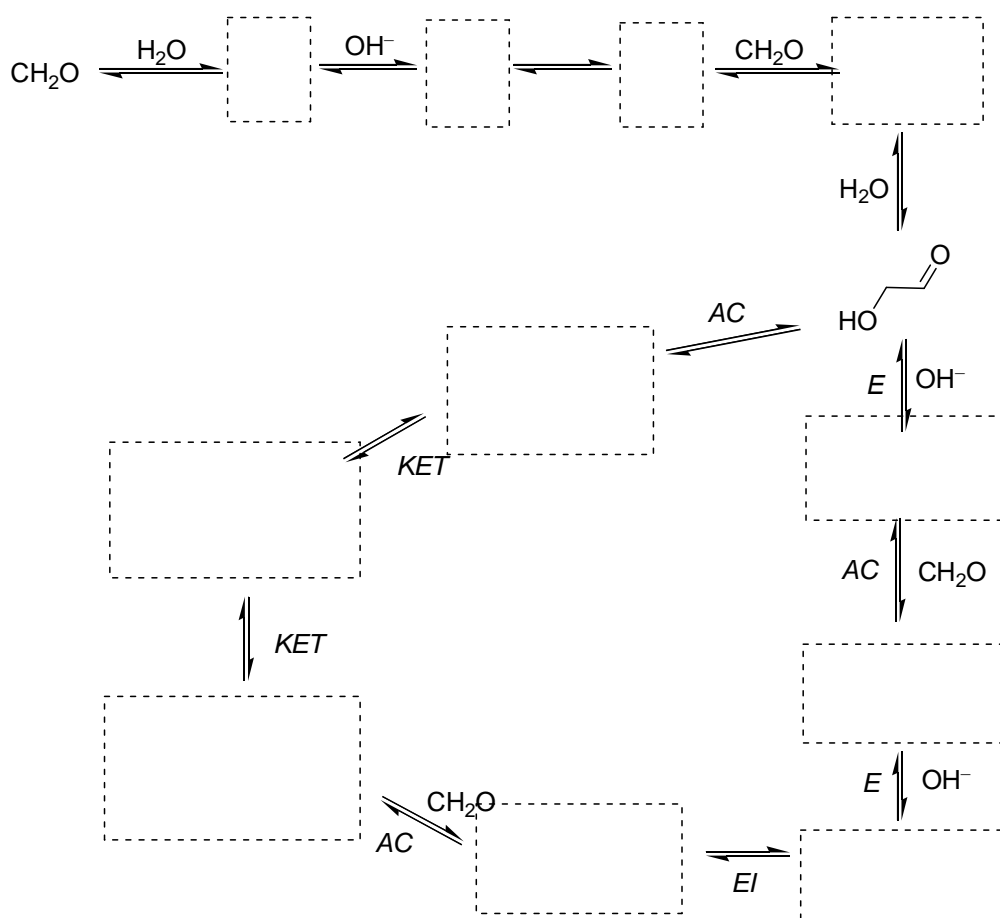 CH₂O H₂O OH⁻ CH₂O
H₂O
O
HO
AC
E OH⁻
KET
AC CH₂O
KET
E OH⁻
CH₂O
AC
EI